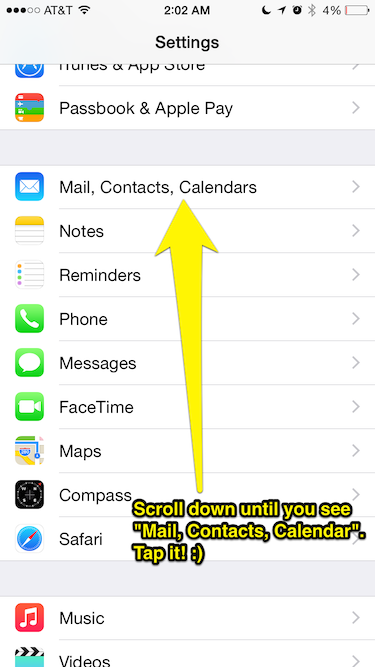 AT&T 2:02 AM 4%
Settings
iTunes & App Store
Passbook & Apple Pay
Mail, Contacts, Calendars
Notes
Reminders
Phone
Messages
FaceTime
Maps
Compass
Scroll down until you see
"Mail, Contacts, Calendar".
Tap it! :)
Safari
Music
Videos